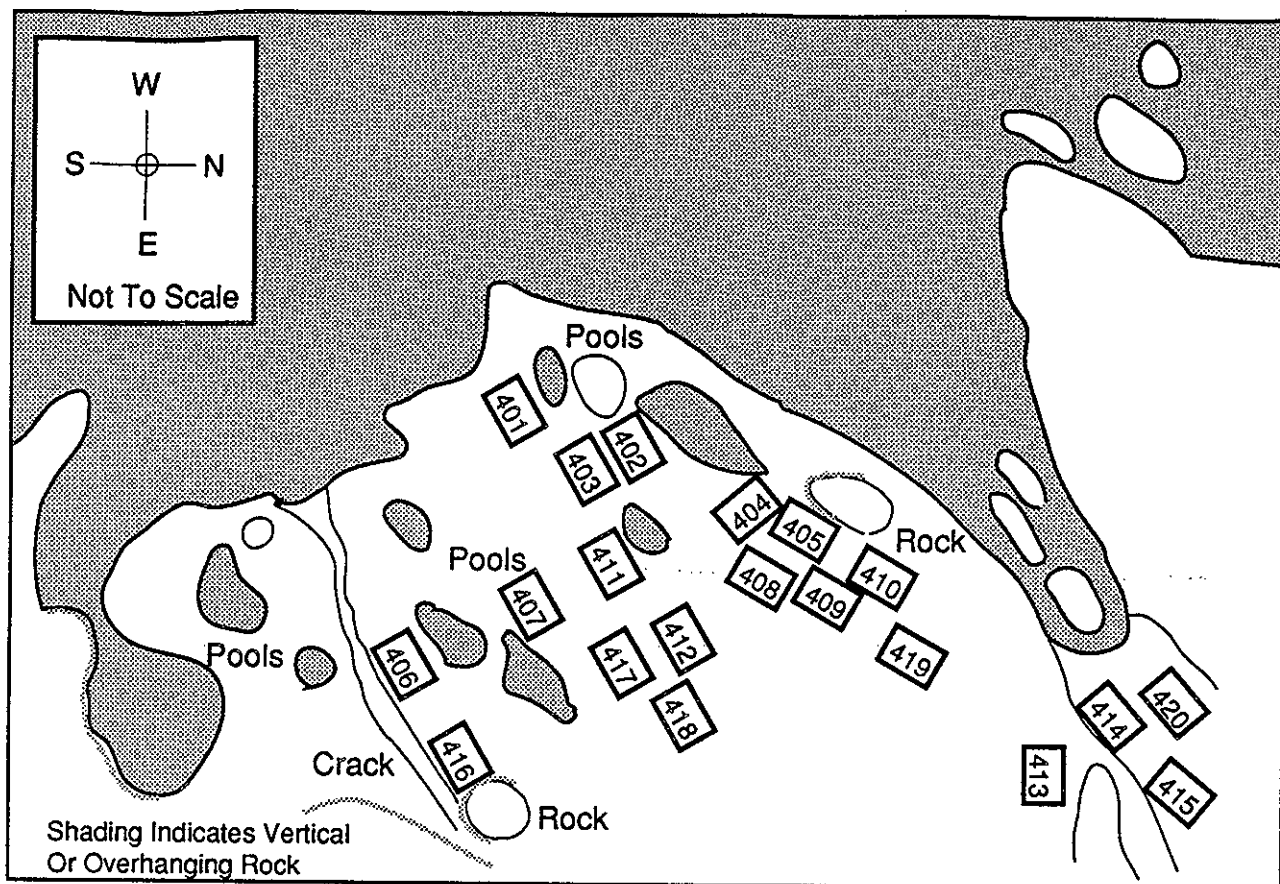 W
S N
E
Not To Scale
Pools
401
402
403
404
405
Rock
Pools
411
408
409
410
407
412
406
417
419
Pools
418
414
420
416
Crack
413
415
Rock
Shading Indicates Vertical
Or Overhanging Rock